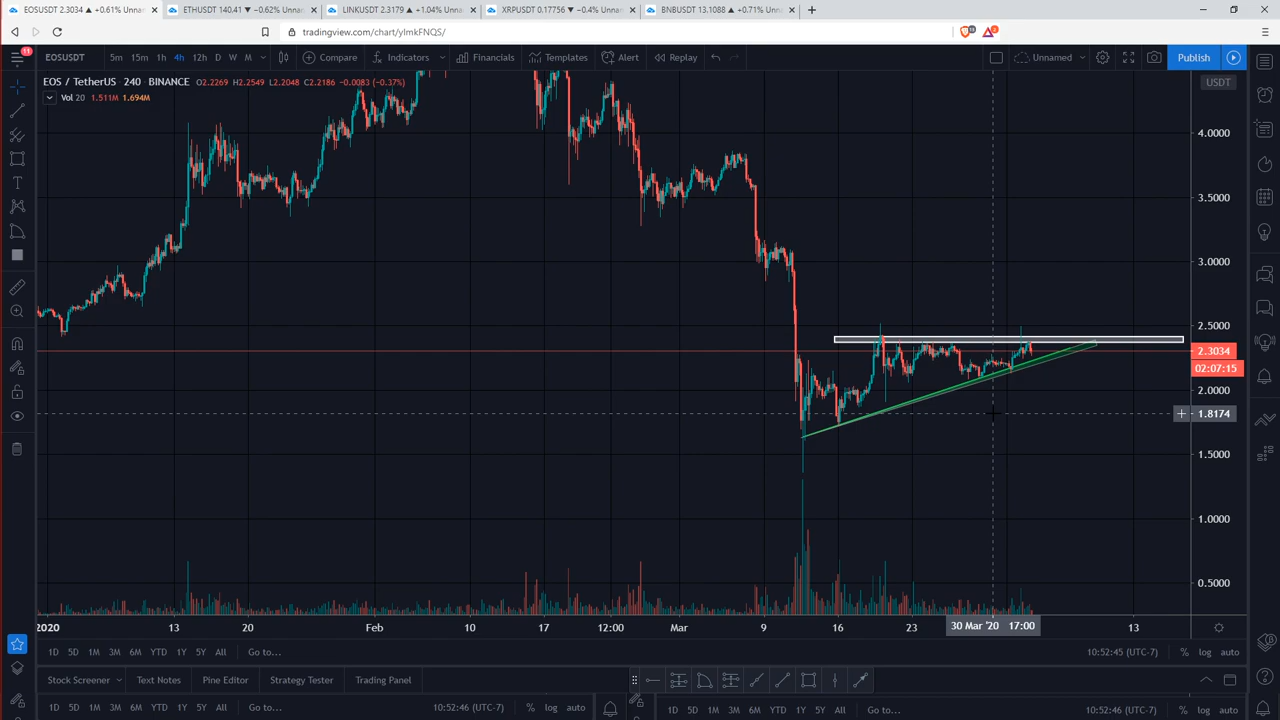 EOSUSDT 2.3034 ▲ +0.61% Unnar
ETHUSDT 140.41 −0.62% Unnar
LINKUSDT 2.3179 ▲ +1.04% Unnar
XRPUSDT 0.17756 −0.4% Unnar
BNBUSDT 13.1088 ▲ +0.71% Unnar
tradingview.com/chart/ylmkFNQS/
11
EOSUSDT 5m 15m 1h 4h 12h D W M Compare Indicators Financials Templates Alert Replay Unnamed Publish
EOS / TetherUS · 240 · BINANCE O2.2269 H2.2549 L2.2048 C2.2186 −0.0083 (−0.37%)
USDT
Vol 20 1.511M 1.694M
4.0000
3.5000
3.0000
2.5000
2.3034
02:07:15
2.0000
1.8174
1.5000
1.0000
0.5000
2020 13 20 Feb 10 17 12:00 Mar 9 16 23 30 Mar '20 17:00 13
1D 5D 1M 3M 6M YTD 1Y 5Y All Go to... 10:52:45 (UTC-7) % log auto
Stock Screener Text Notes Pine Editor Strategy Tester Trading Panel
1D 5D 1M 3M 6M YTD 1Y 5Y All Go to... 10:52:46 (UTC-7) % log auto
1D 5D 1M 3M 6M YTD 1Y 5Y All Go to... 10:52:46 (UTC-7) % log auto